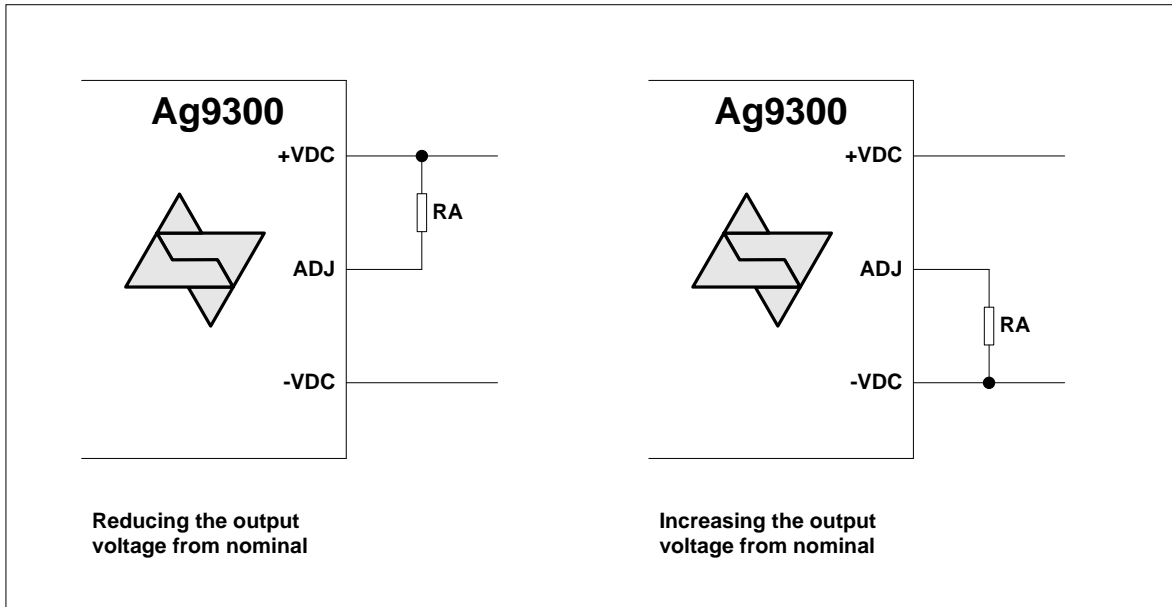 Ag9300
+VDC
RA
ADJ
-VDC
Reducing the output
voltage from nominal
Ag9300
+VDC
ADJ
RA
-VDC
Increasing the output
voltage from nominal